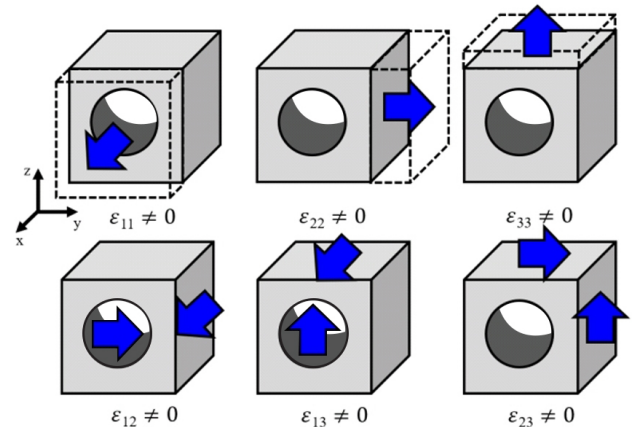 z
y
x
ε₁₁ ≠ 0
ε₂₂ ≠ 0
ε₃₃ ≠ 0
ε₁₂ ≠ 0
ε₁₃ ≠ 0
ε₂₃ ≠ 0